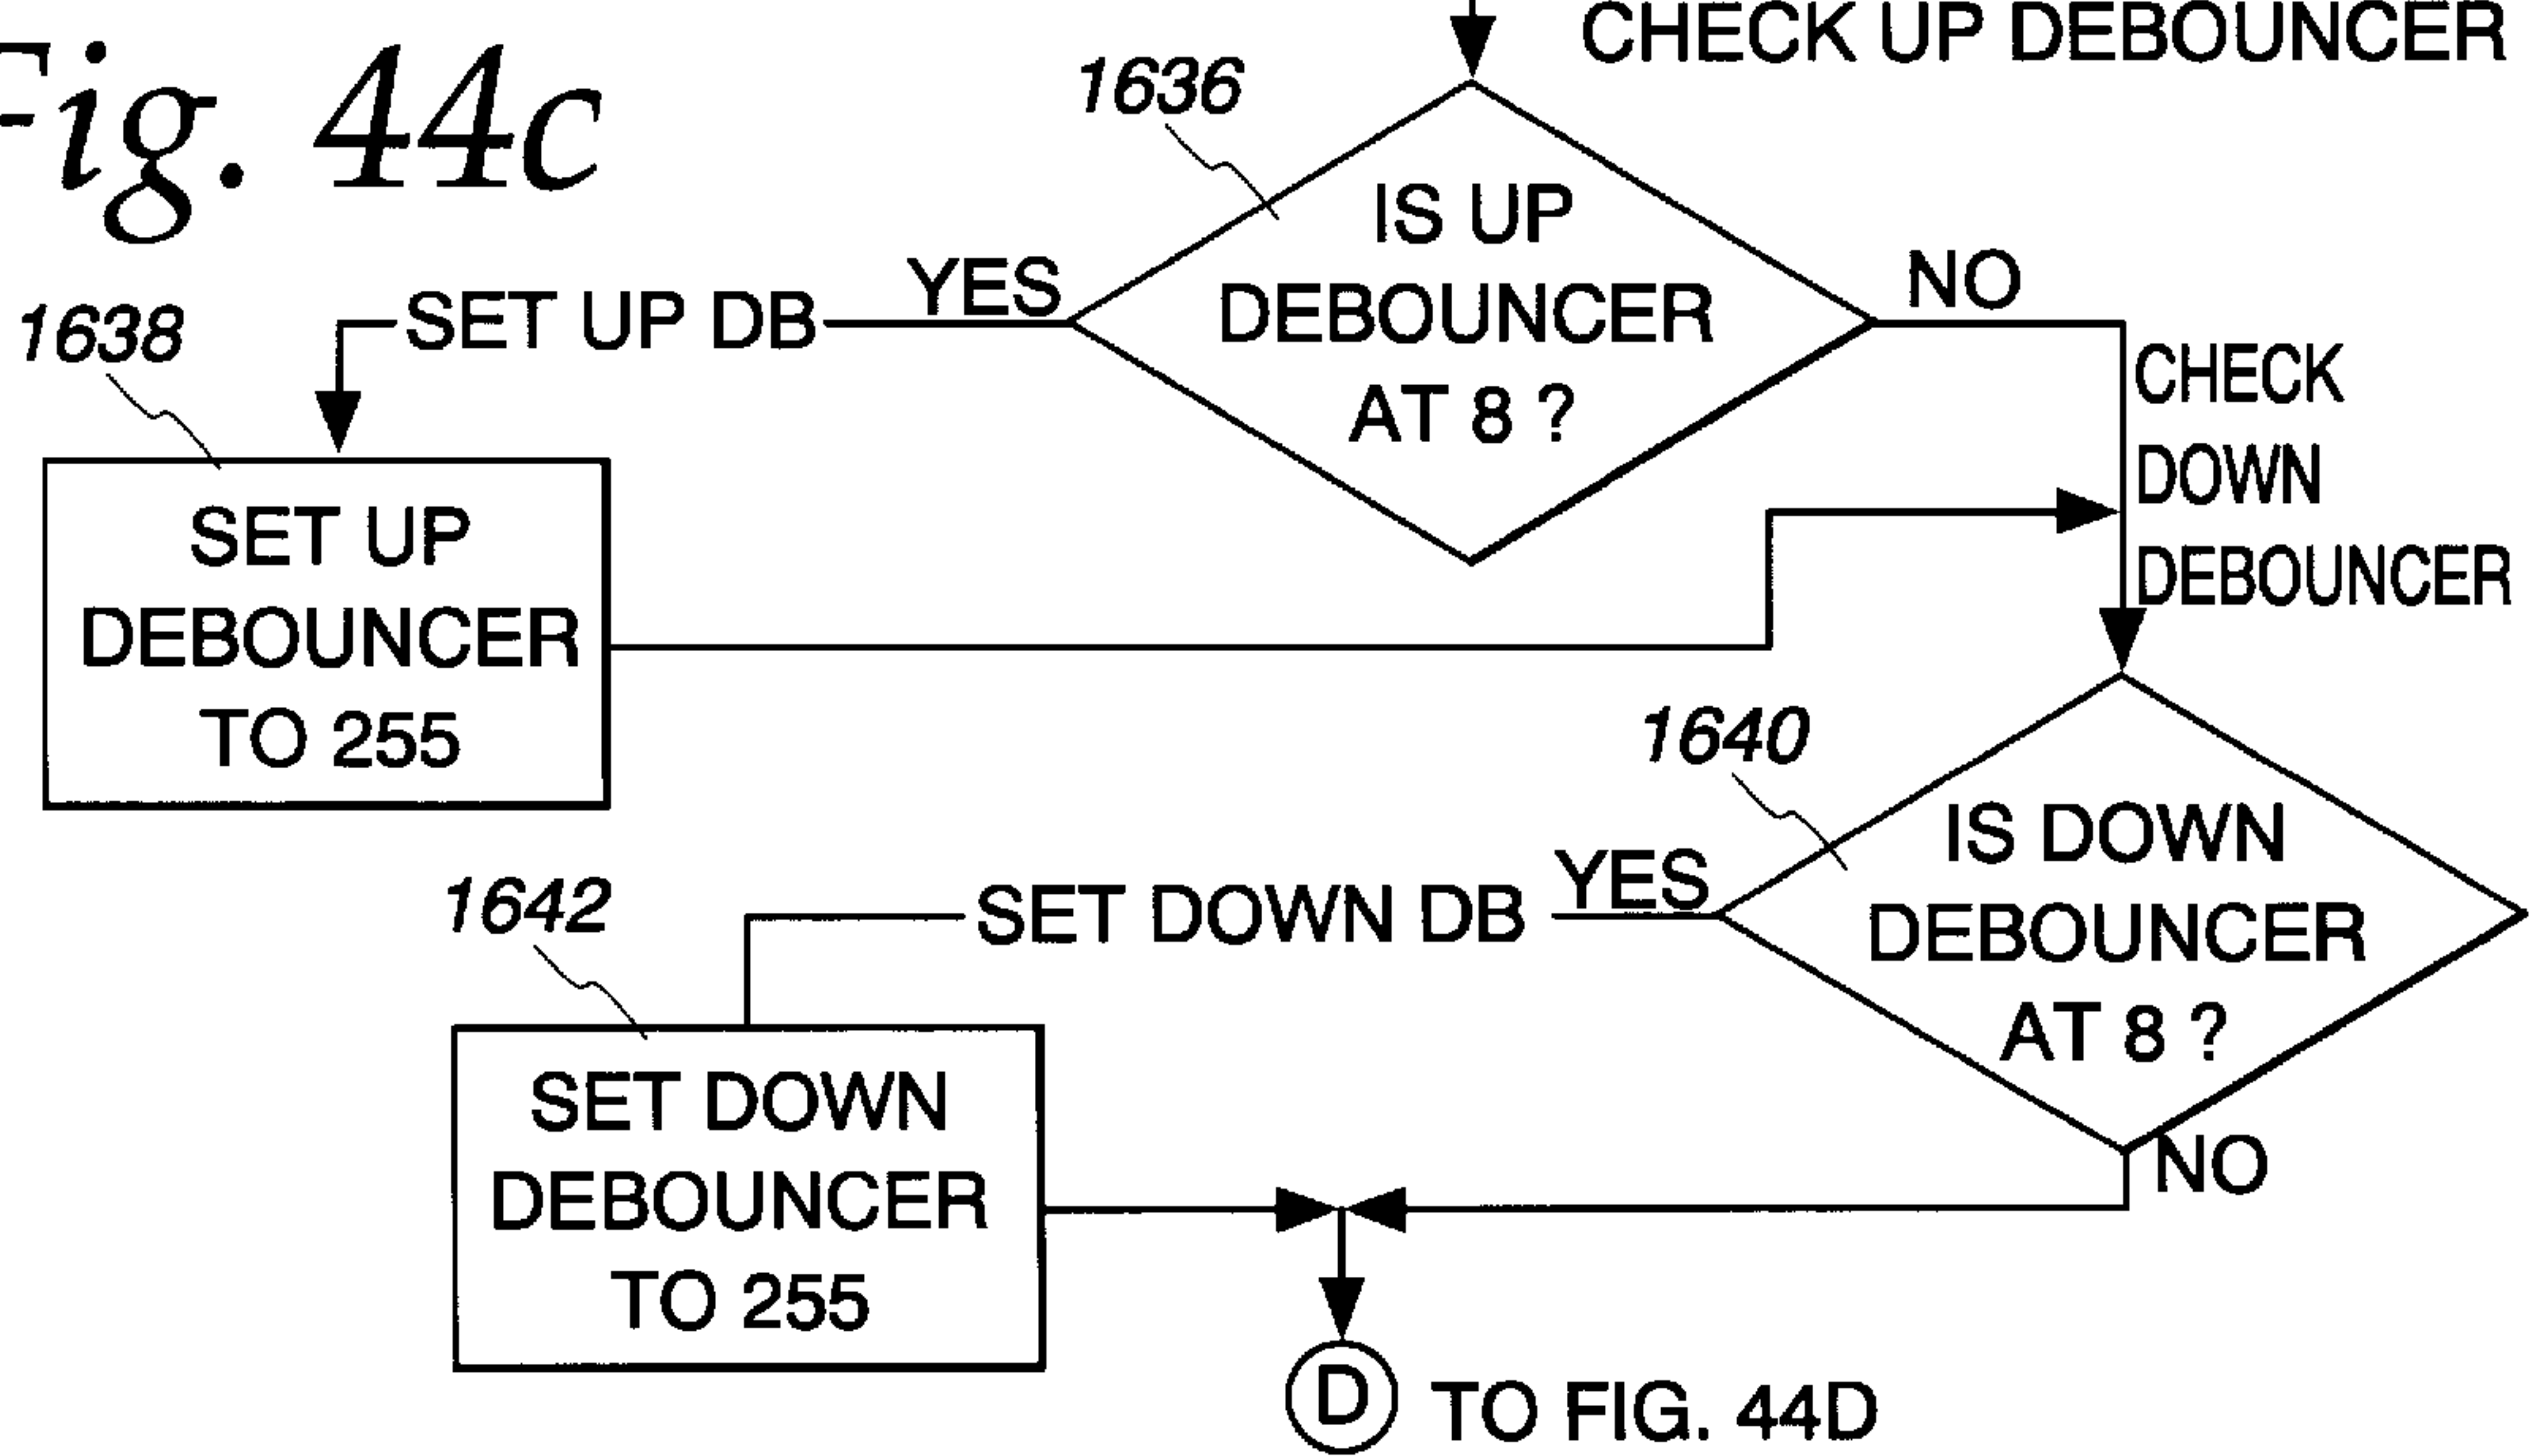 Fig. 44c
CHECK UP DEBOUNCER
1636
IS UP
DEBOUNCER
AT 8 ?
YES
NO
SET UP DB
1638
SET UP
DEBOUNCER
TO 255
CHECK
DOWN
DEBOUNCER
1640
IS DOWN
DEBOUNCER
AT 8 ?
YES
NO
SET DOWN DB
1642
SET DOWN
DEBOUNCER
TO 255
D
TO FIG. 44D